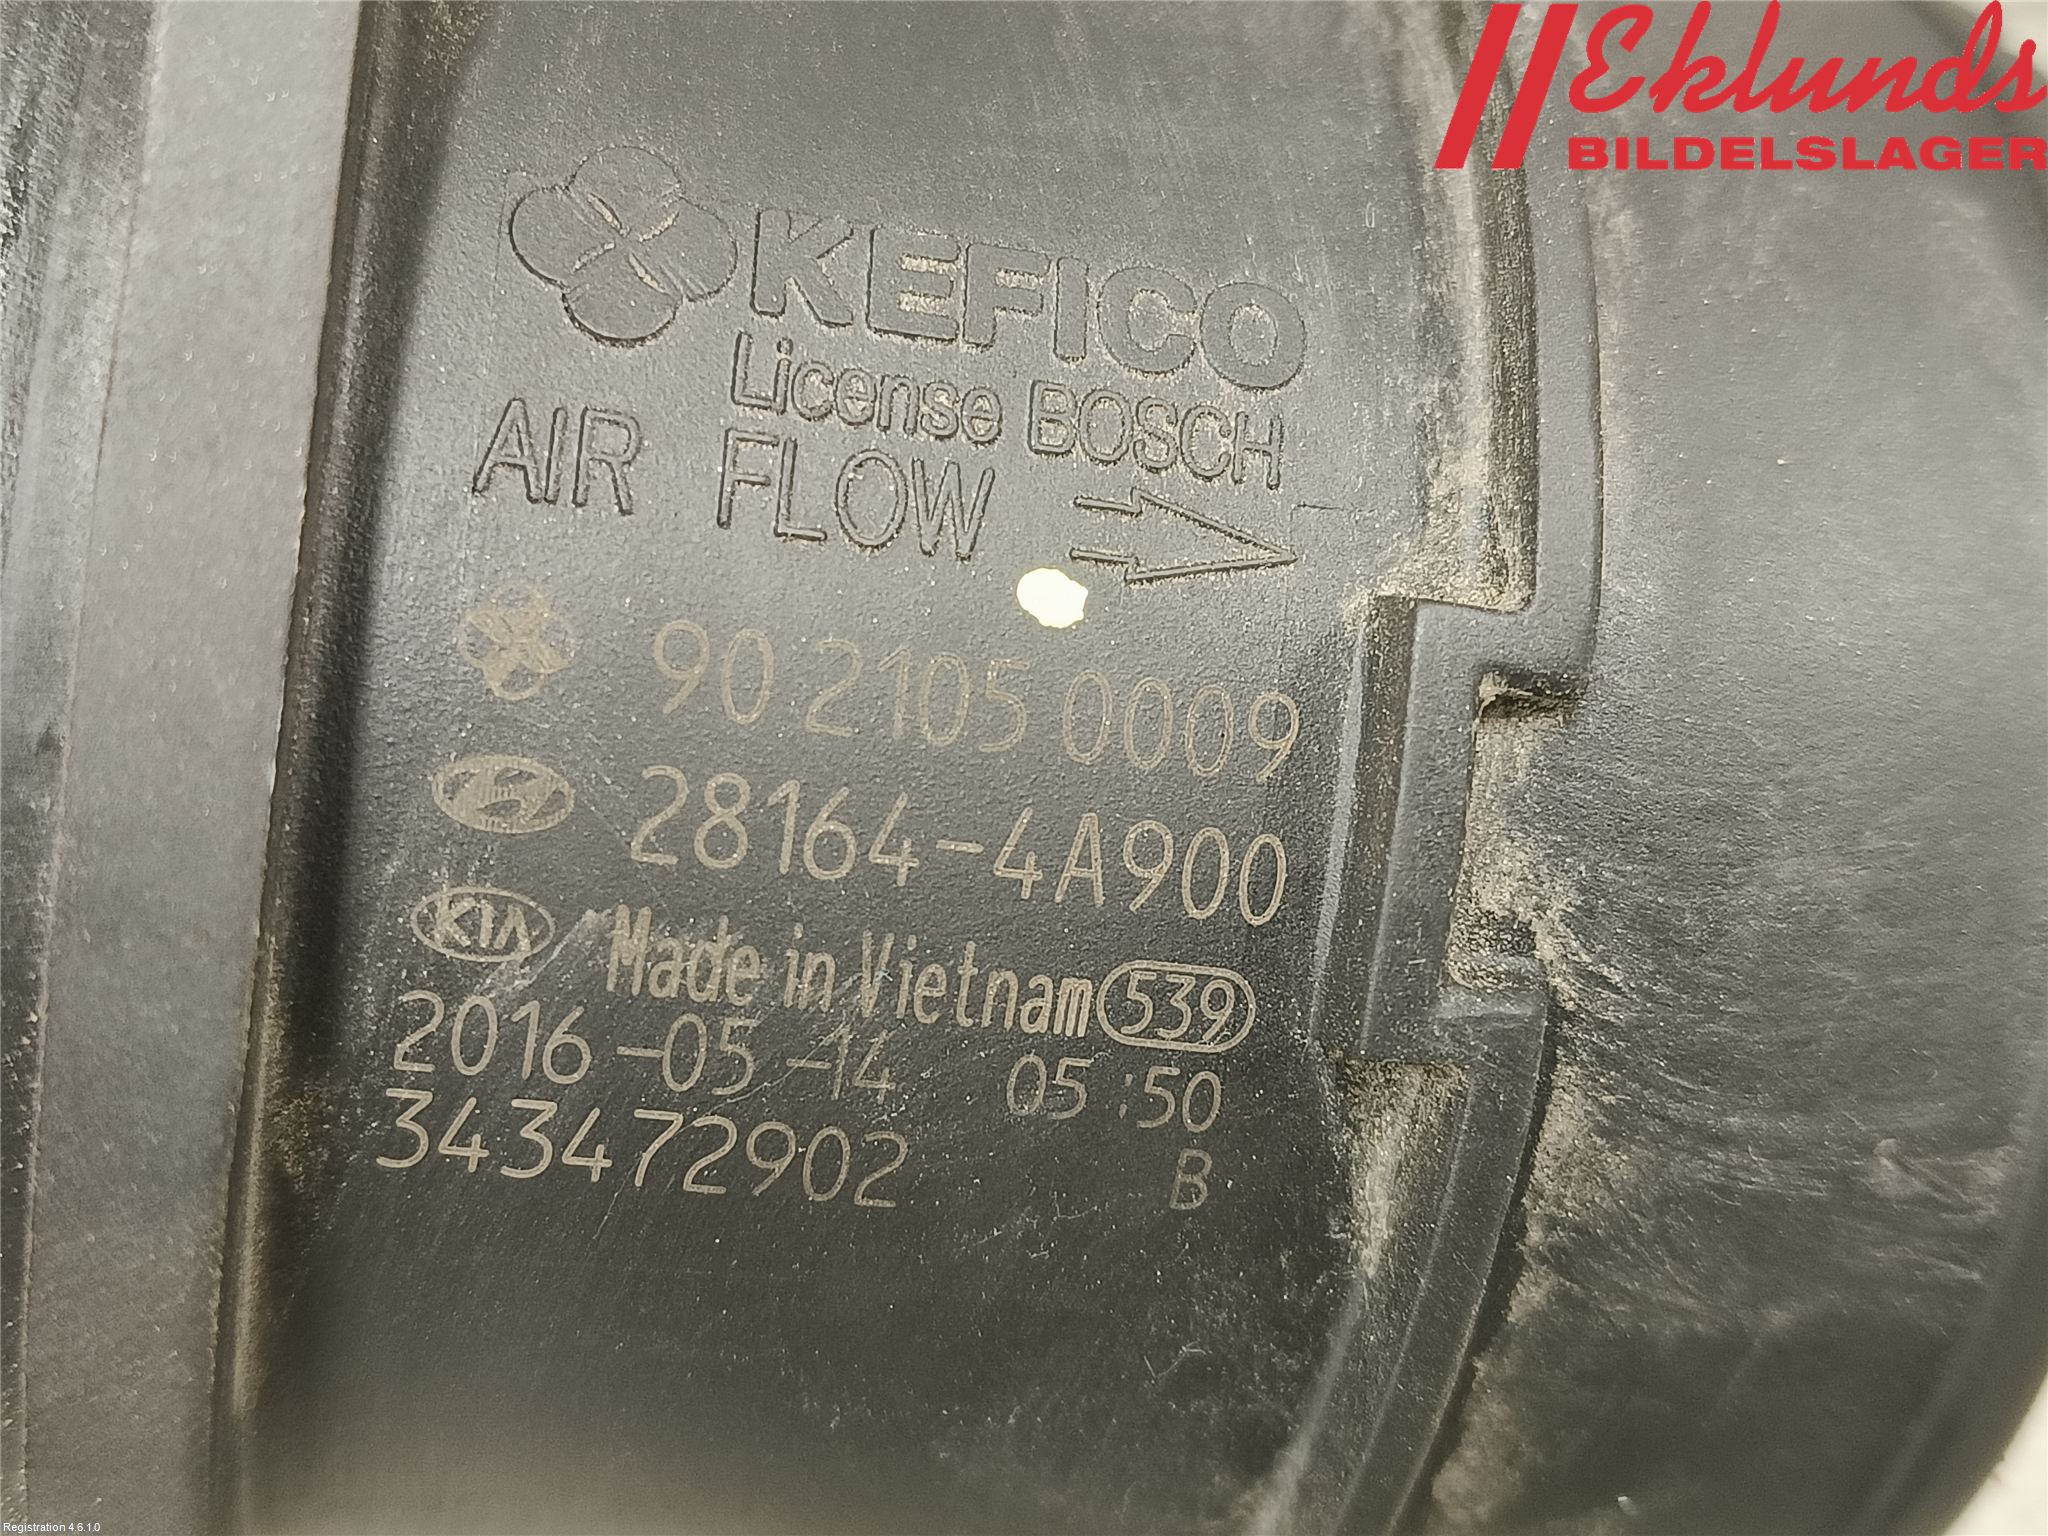 Eklunds
BILDELSLAGER
KEFICO
License BOSCH
AIR FLOW
90 2105 0009
28164-4A900
KIA Made in Vietnam 539
2016-05-14 05:50
343472902 B
Registration 4.6.1.0